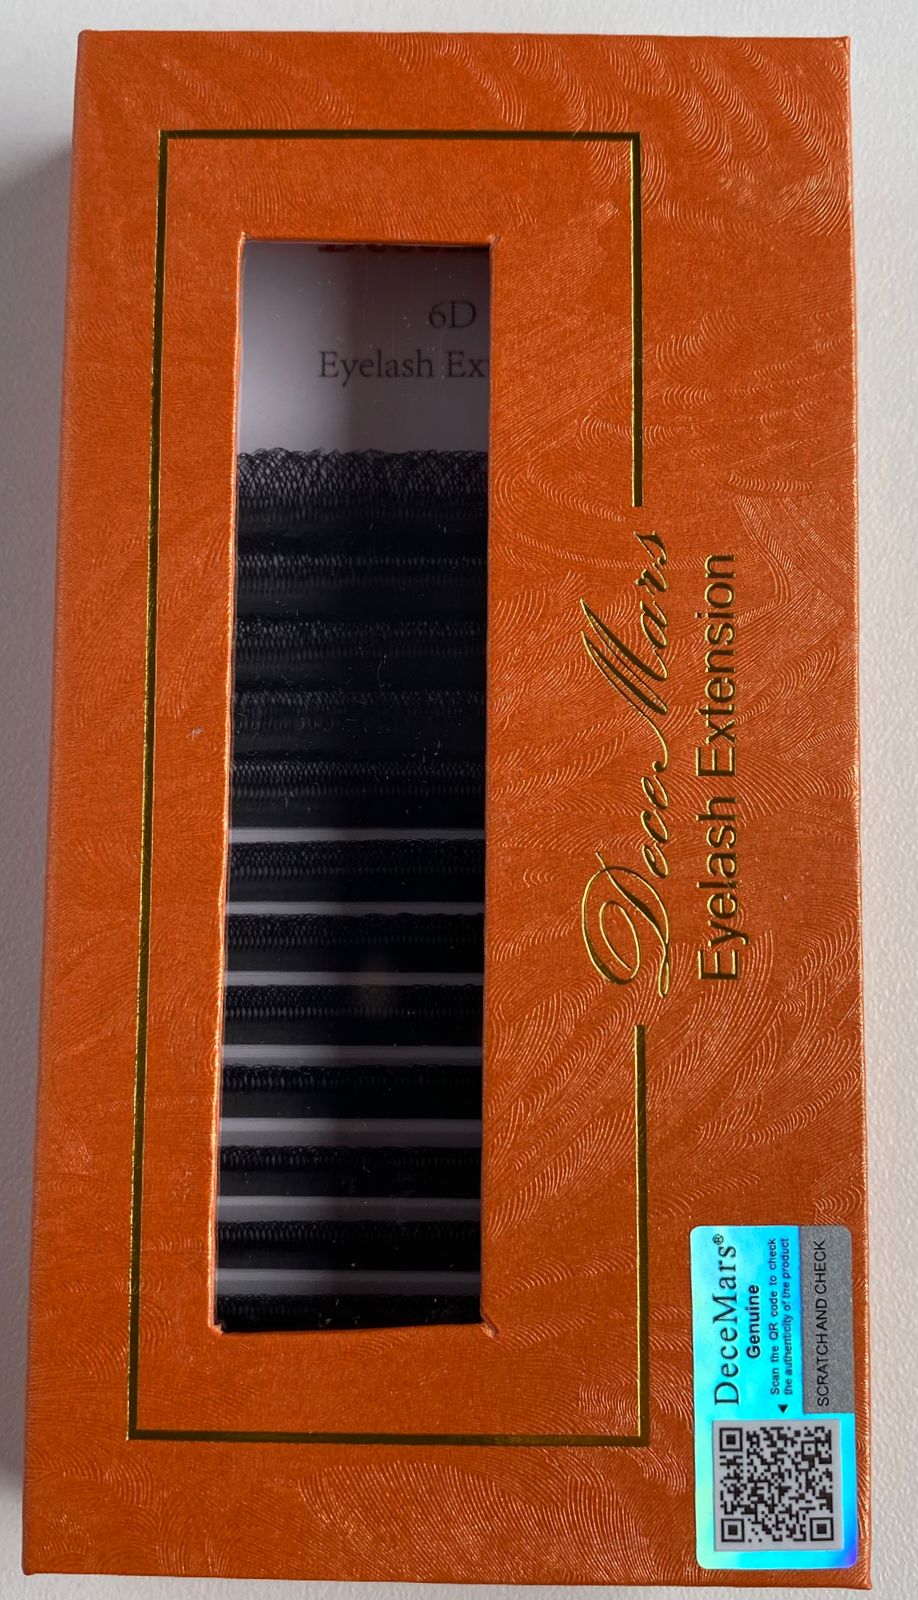 6D
Eyelash
DeceMars
Eyelash Extension
DeceMars®
Genuine
◀ Scan the QR code to check
the authenticity of the product
SCRATCH AND CHECK